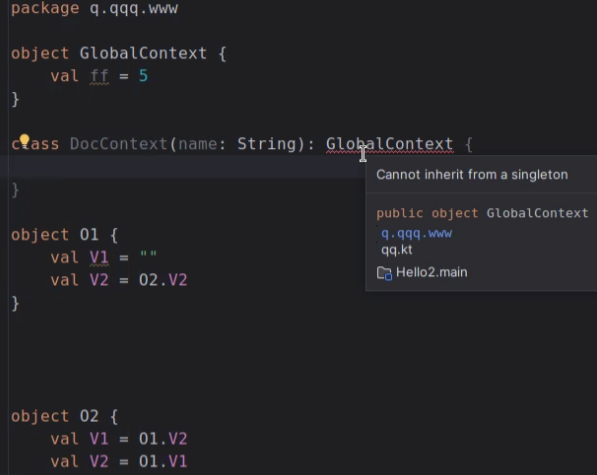 package q.qqq.www
object GlobalContext {
    val ff = 5
}
class DocContext(name: String): GlobalContext {
}
Cannot inherit from a singleton
public object GlobalContext
q.qqq.www
qq.kt
Hello2.main
object O1 {
    val V1 = ""
    val V2 = O2.V2
}
object O2 {
    val V1 = O1.V2
    val V2 = O1.V1